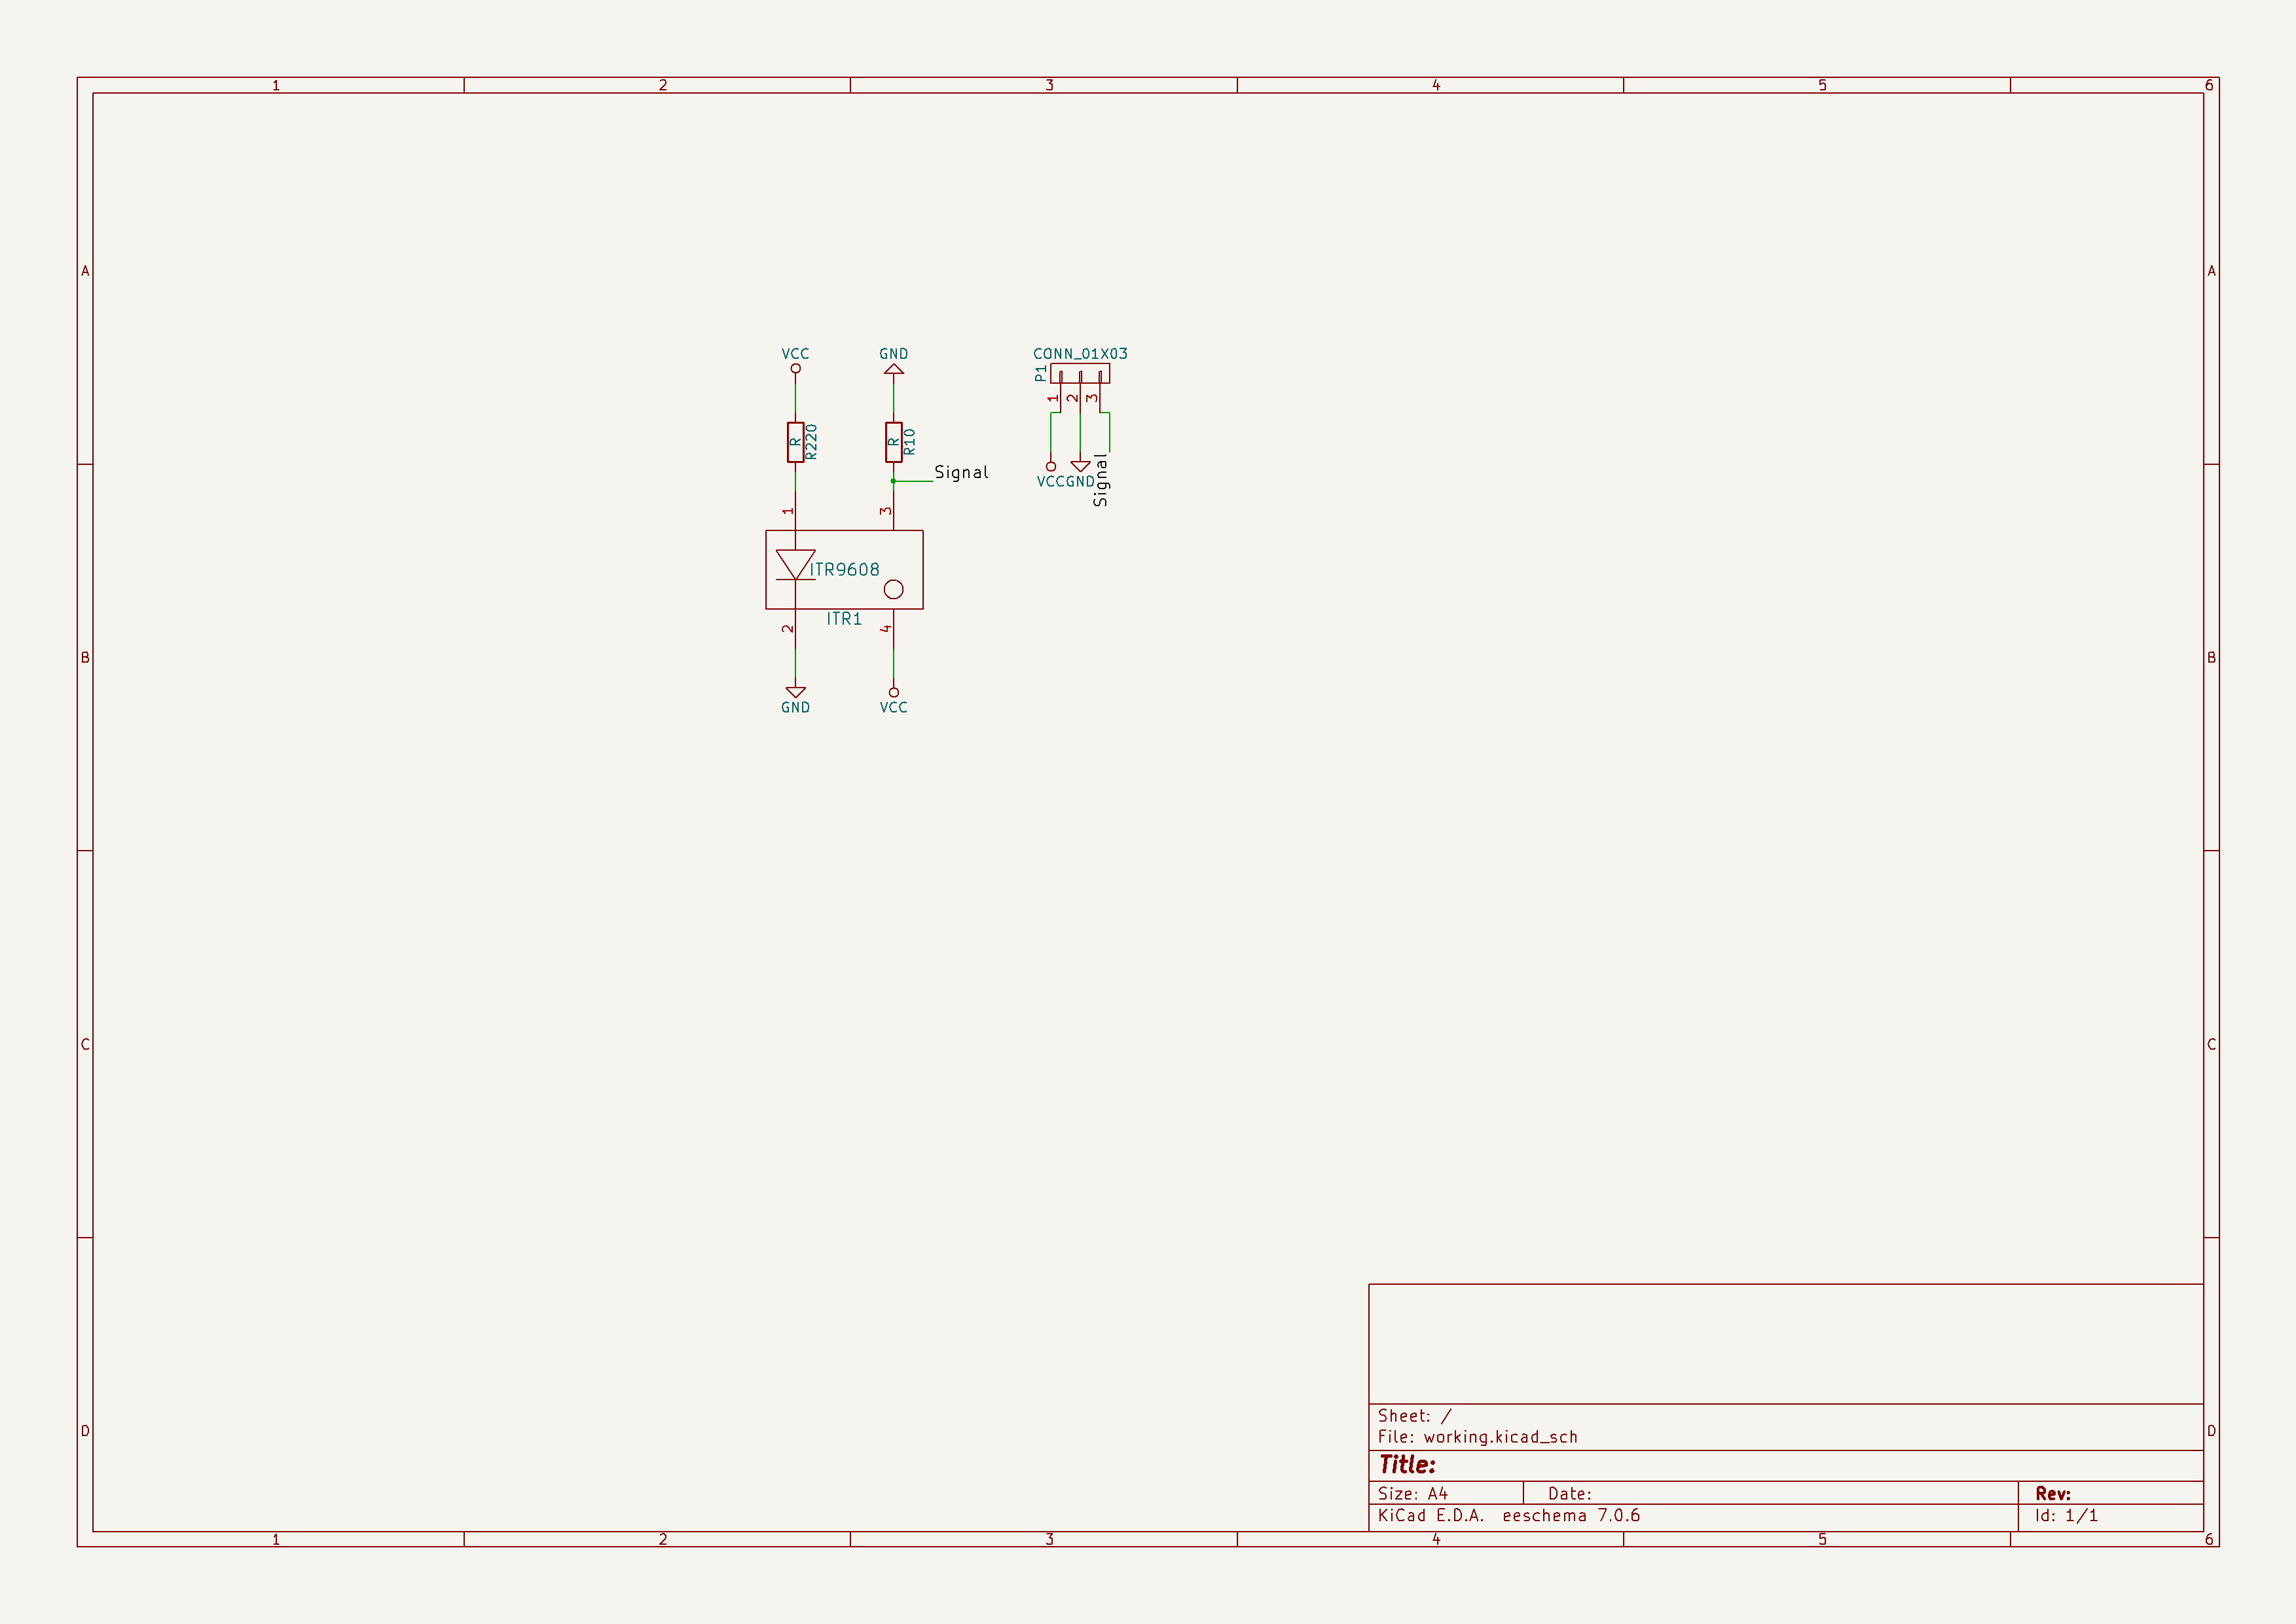 1 2 3 4 5 6
A A
VCC GND CONN_01X03
P1
1 2 3
R R220 R R10
Signal
VCC GND Signal
1 3
ITR9608
ITR1
2 4
GND VCC
B B
C C
Sheet: /
File: working.kicad_sch
D D
Title:
Size: A4 Date: Rev:
KiCad E.D.A. eeschema 7.0.6 Id: 1/1
1 2 3 4 5 6